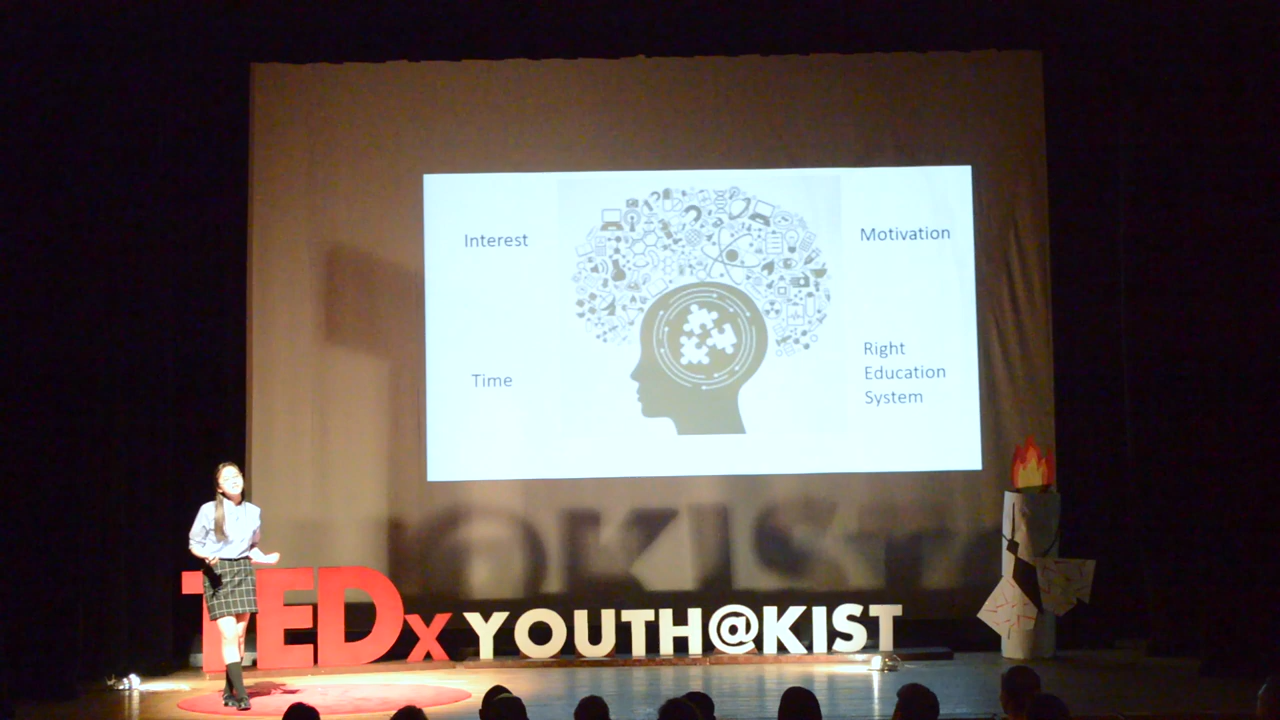 Interest
Motivation
Time
Right
Education
System
TEDx YOUTH@KIST